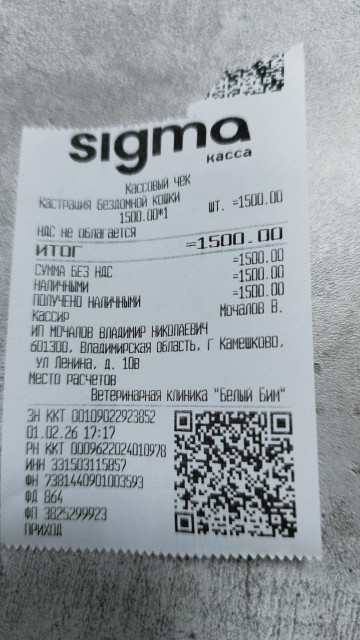 sigma
касса
Кассовый чек
Кастрация бездомной кошки
1500.00*1 шт. =1500.00
НДС не облагается
ИТОГ =1500.00
СУММА БЕЗ НДС =1500.00
НАЛИЧНЫМИ =1500.00
ПОЛУЧЕНО НАЛИЧНЫМИ =1500.00
Кассир Мочалов В.
ИП МОЧАЛОВ ВЛАДИМИР НИКОЛАЕВИЧ
601300, Владимирская область, г Камешково,
ул Ленина, д. 10в
Место расчетов
Ветеринарная клиника "Белый Бим"
ЗН ККТ 00109022923852
01.02.26 17:17
РН ККТ 0009622024010978
ИНН 331503115857
ФН 7381440901003593
ФД 864
ФП 3825299923
ПРИХОД